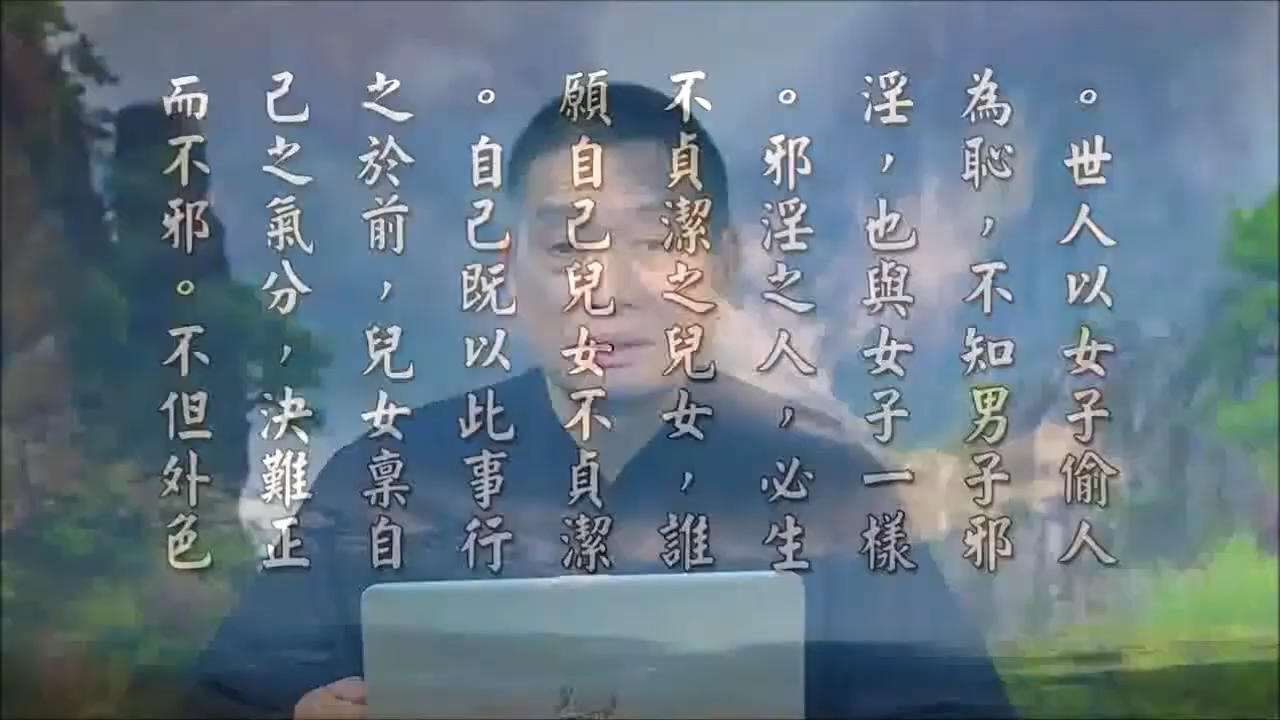 。世人以女子偷人
為恥，不知男子邪
淫，也與女子一樣
。邪淫之人，必生
不貞潔之兒女，誰
願自己兒女不貞潔
。自己既以此事行
之於前，兒女稟自
己之氣分，決難正
而不邪。不但外色